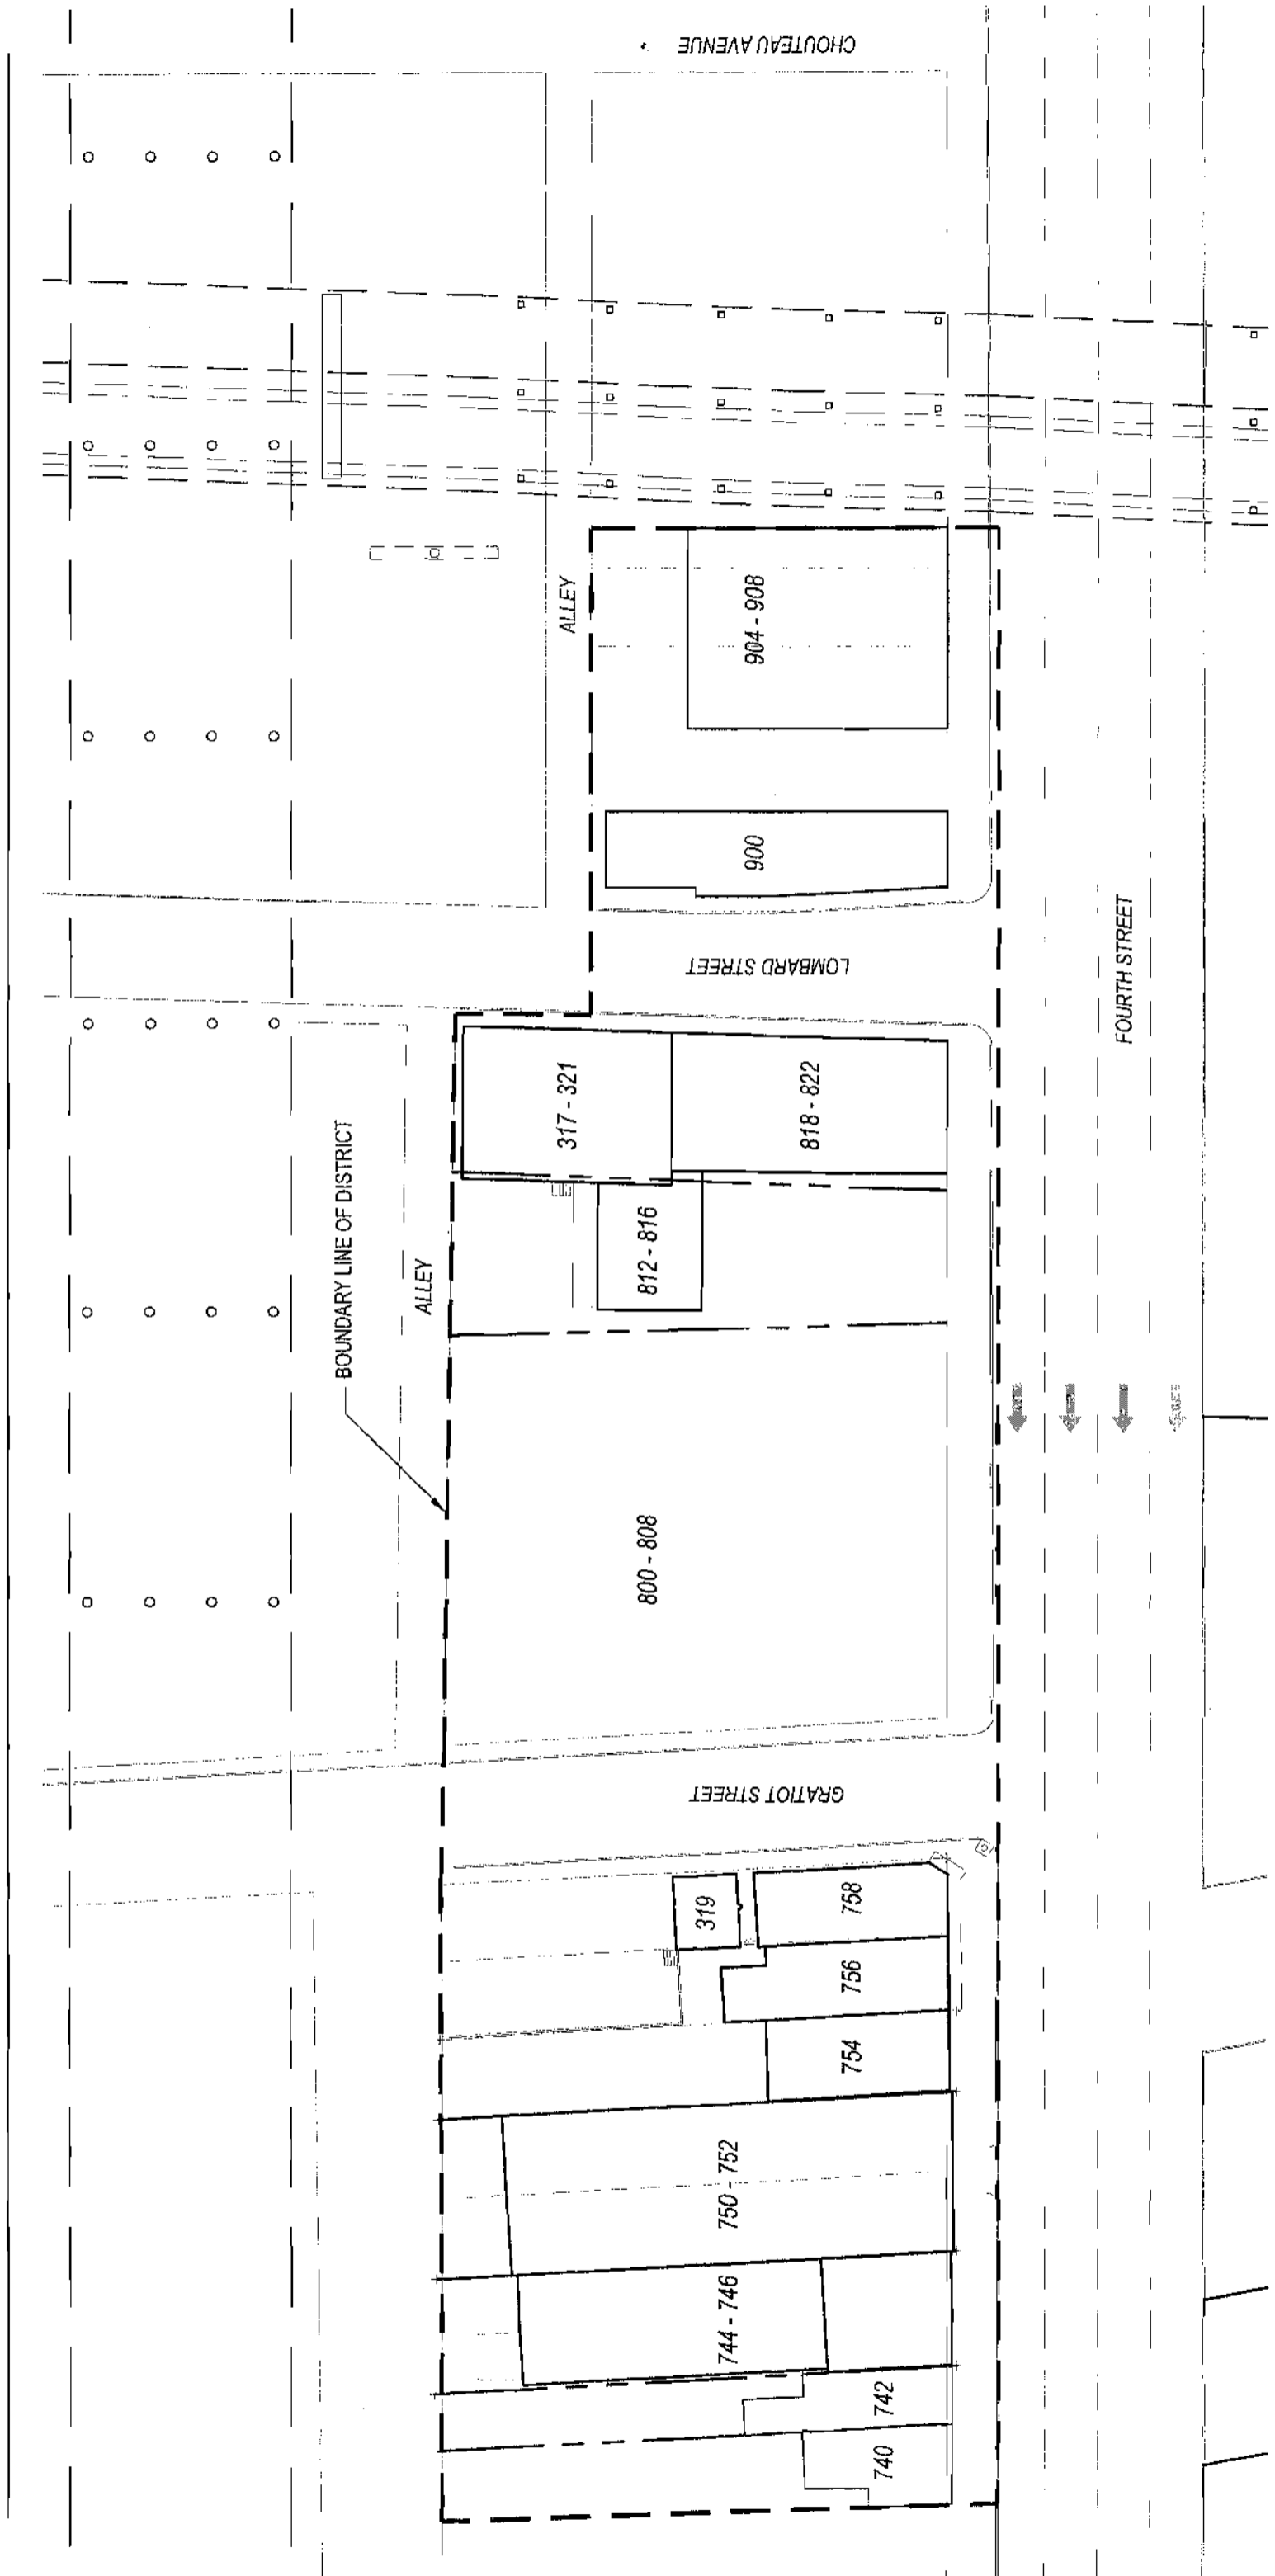 CHOUTEAU AVENUE
ALLEY
904 - 908
900
LOMBARD STREET
FOURTH STREET
317 - 321
818 - 822
812 - 816
BOUNDARY LINE OF DISTRICT
ALLEY
800 - 808
GRATIOT STREET
319
758
756
754
750 - 752
744 - 746
742
740